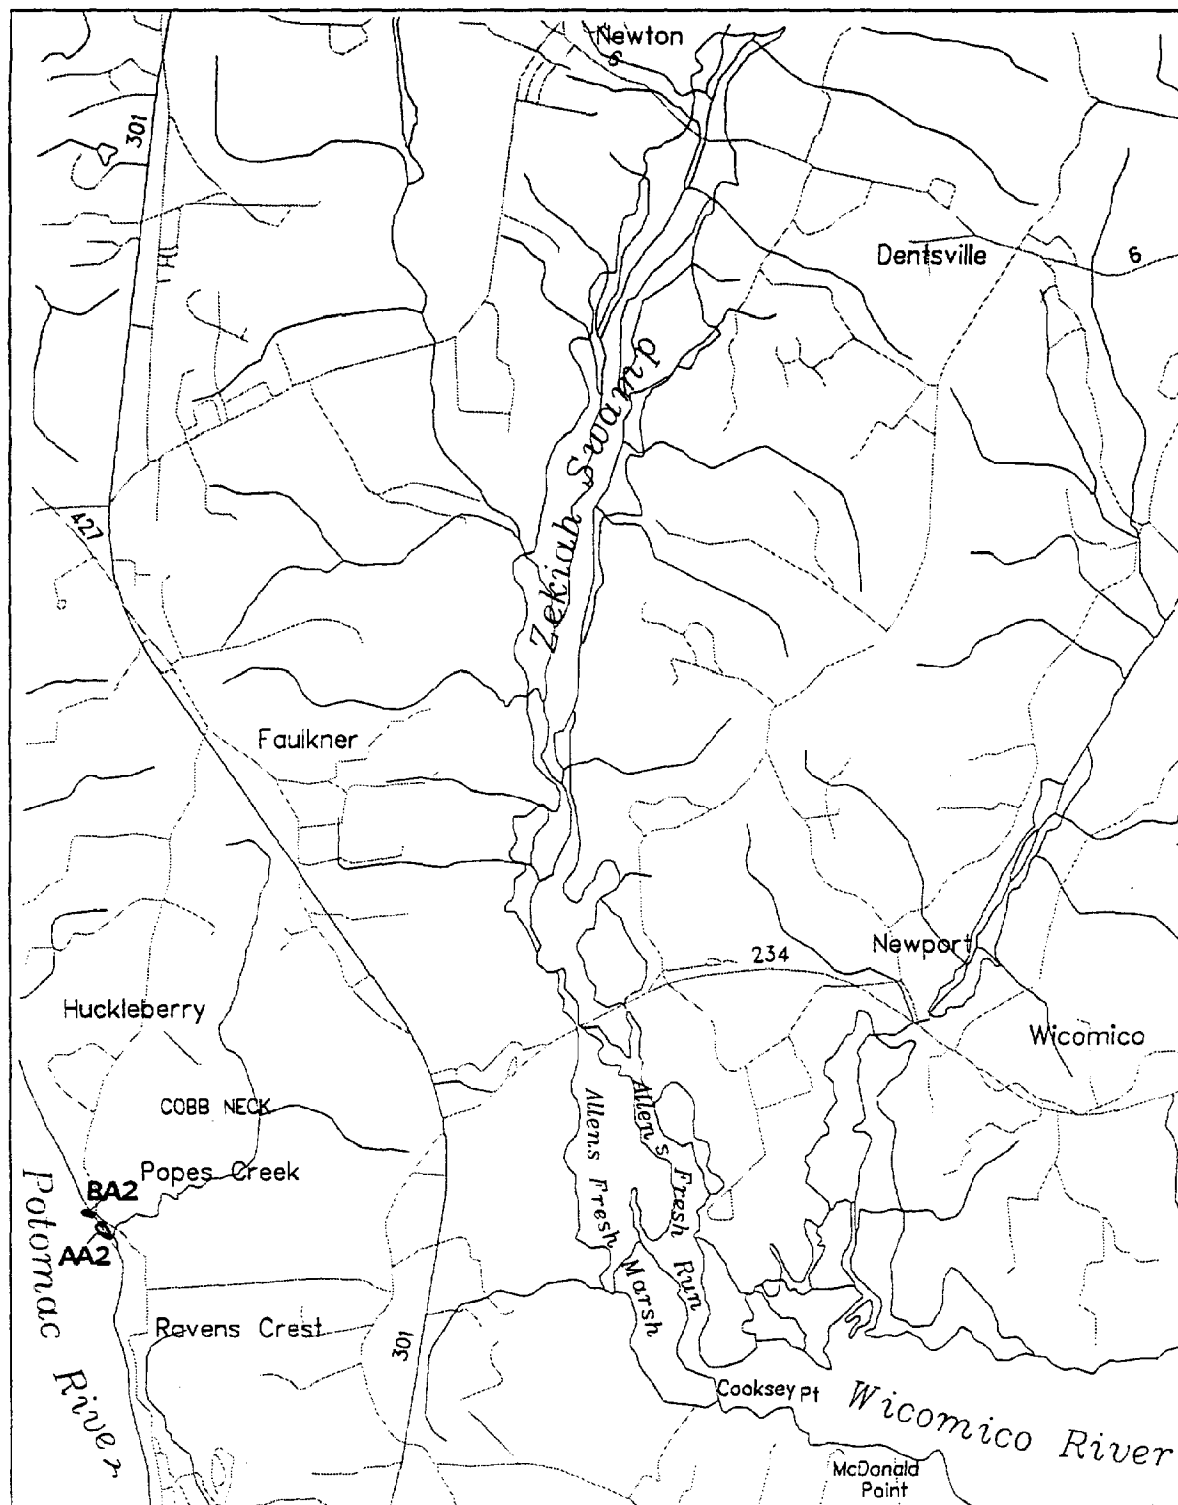 Newton
6
301
Dentsville
6
Zekiah Swamp
427
Faulkner
Newport
234
Huckleberry
Wicomico
COBB NECK
Allens Fresh
Marsh
Allens Fresh Run
Popes Creek
BA2
AA2
Potomac River
Ravens Crest
301
Cooksey Pt
Wicomico River
McDonald
Point